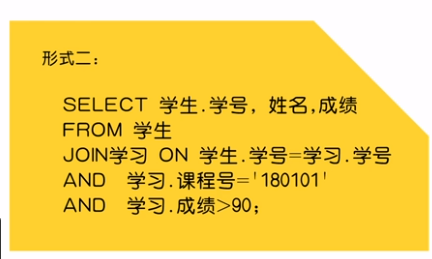 形式二：
SELECT 学生.学号, 姓名,成绩
FROM 学生
JOIN学习 ON 学生.学号=学习.学号
AND 学习.课程号='180101'
AND 学习.成绩>90;